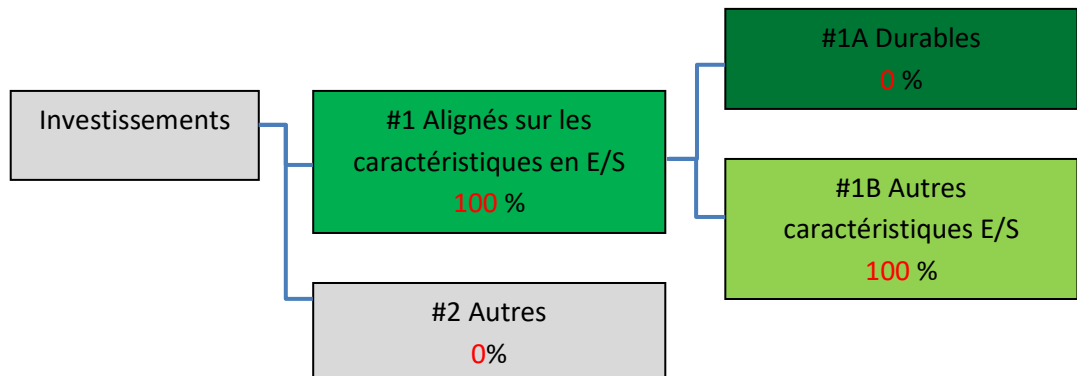 Investissements
#1 Alignés sur les
caractéristiques en E/S
100 %
#2 Autres
0%
#1A Durables
0 %
#1B Autres
caractéristiques E/S
100 %